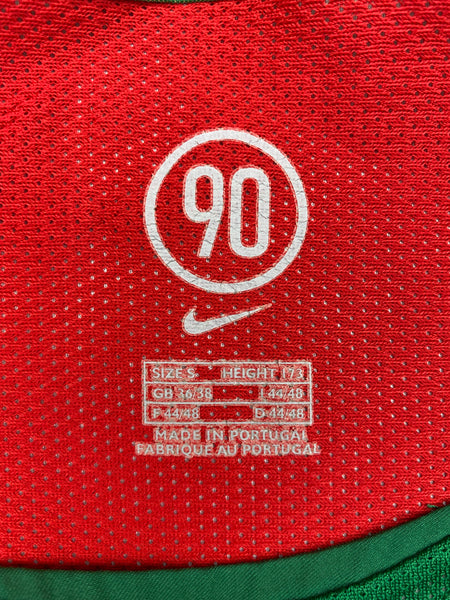 90
SIZE S HEIGHT 173
GB 36/38 I 44/48
F 44/48 D 44/48
MADE IN PORTUGAL
FABRIQUE AU PORTUGAL